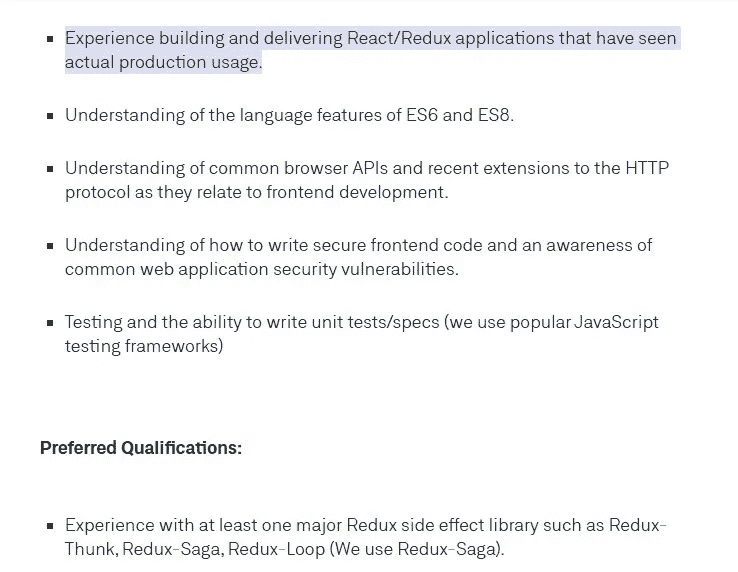 Experience building and delivering React/Redux applications that have seen
actual production usage.
Understanding of the language features of ES6 and ES8.
Understanding of common browser APIs and recent extensions to the HTTP
protocol as they relate to frontend development.
Understanding of how to write secure frontend code and an awareness of
common web application security vulnerabilities.
Testing and the ability to write unit tests/specs (we use popular JavaScript
testing frameworks)
Preferred Qualifications:
Experience with at least one major Redux side effect library such as Redux-
Thunk, Redux-Saga, Redux-Loop (We use Redux-Saga).